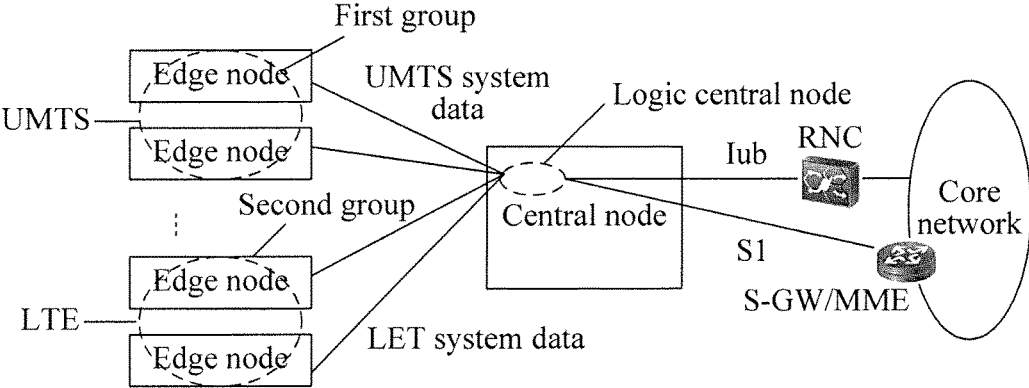 First group
Edge node
UMTS system
data
Logic central node
UMTS
Edge node
Iub
RNC
Second group
Central node
Core
network
Edge node
S1
S-GW/MME
LTE
LET system data
Edge node